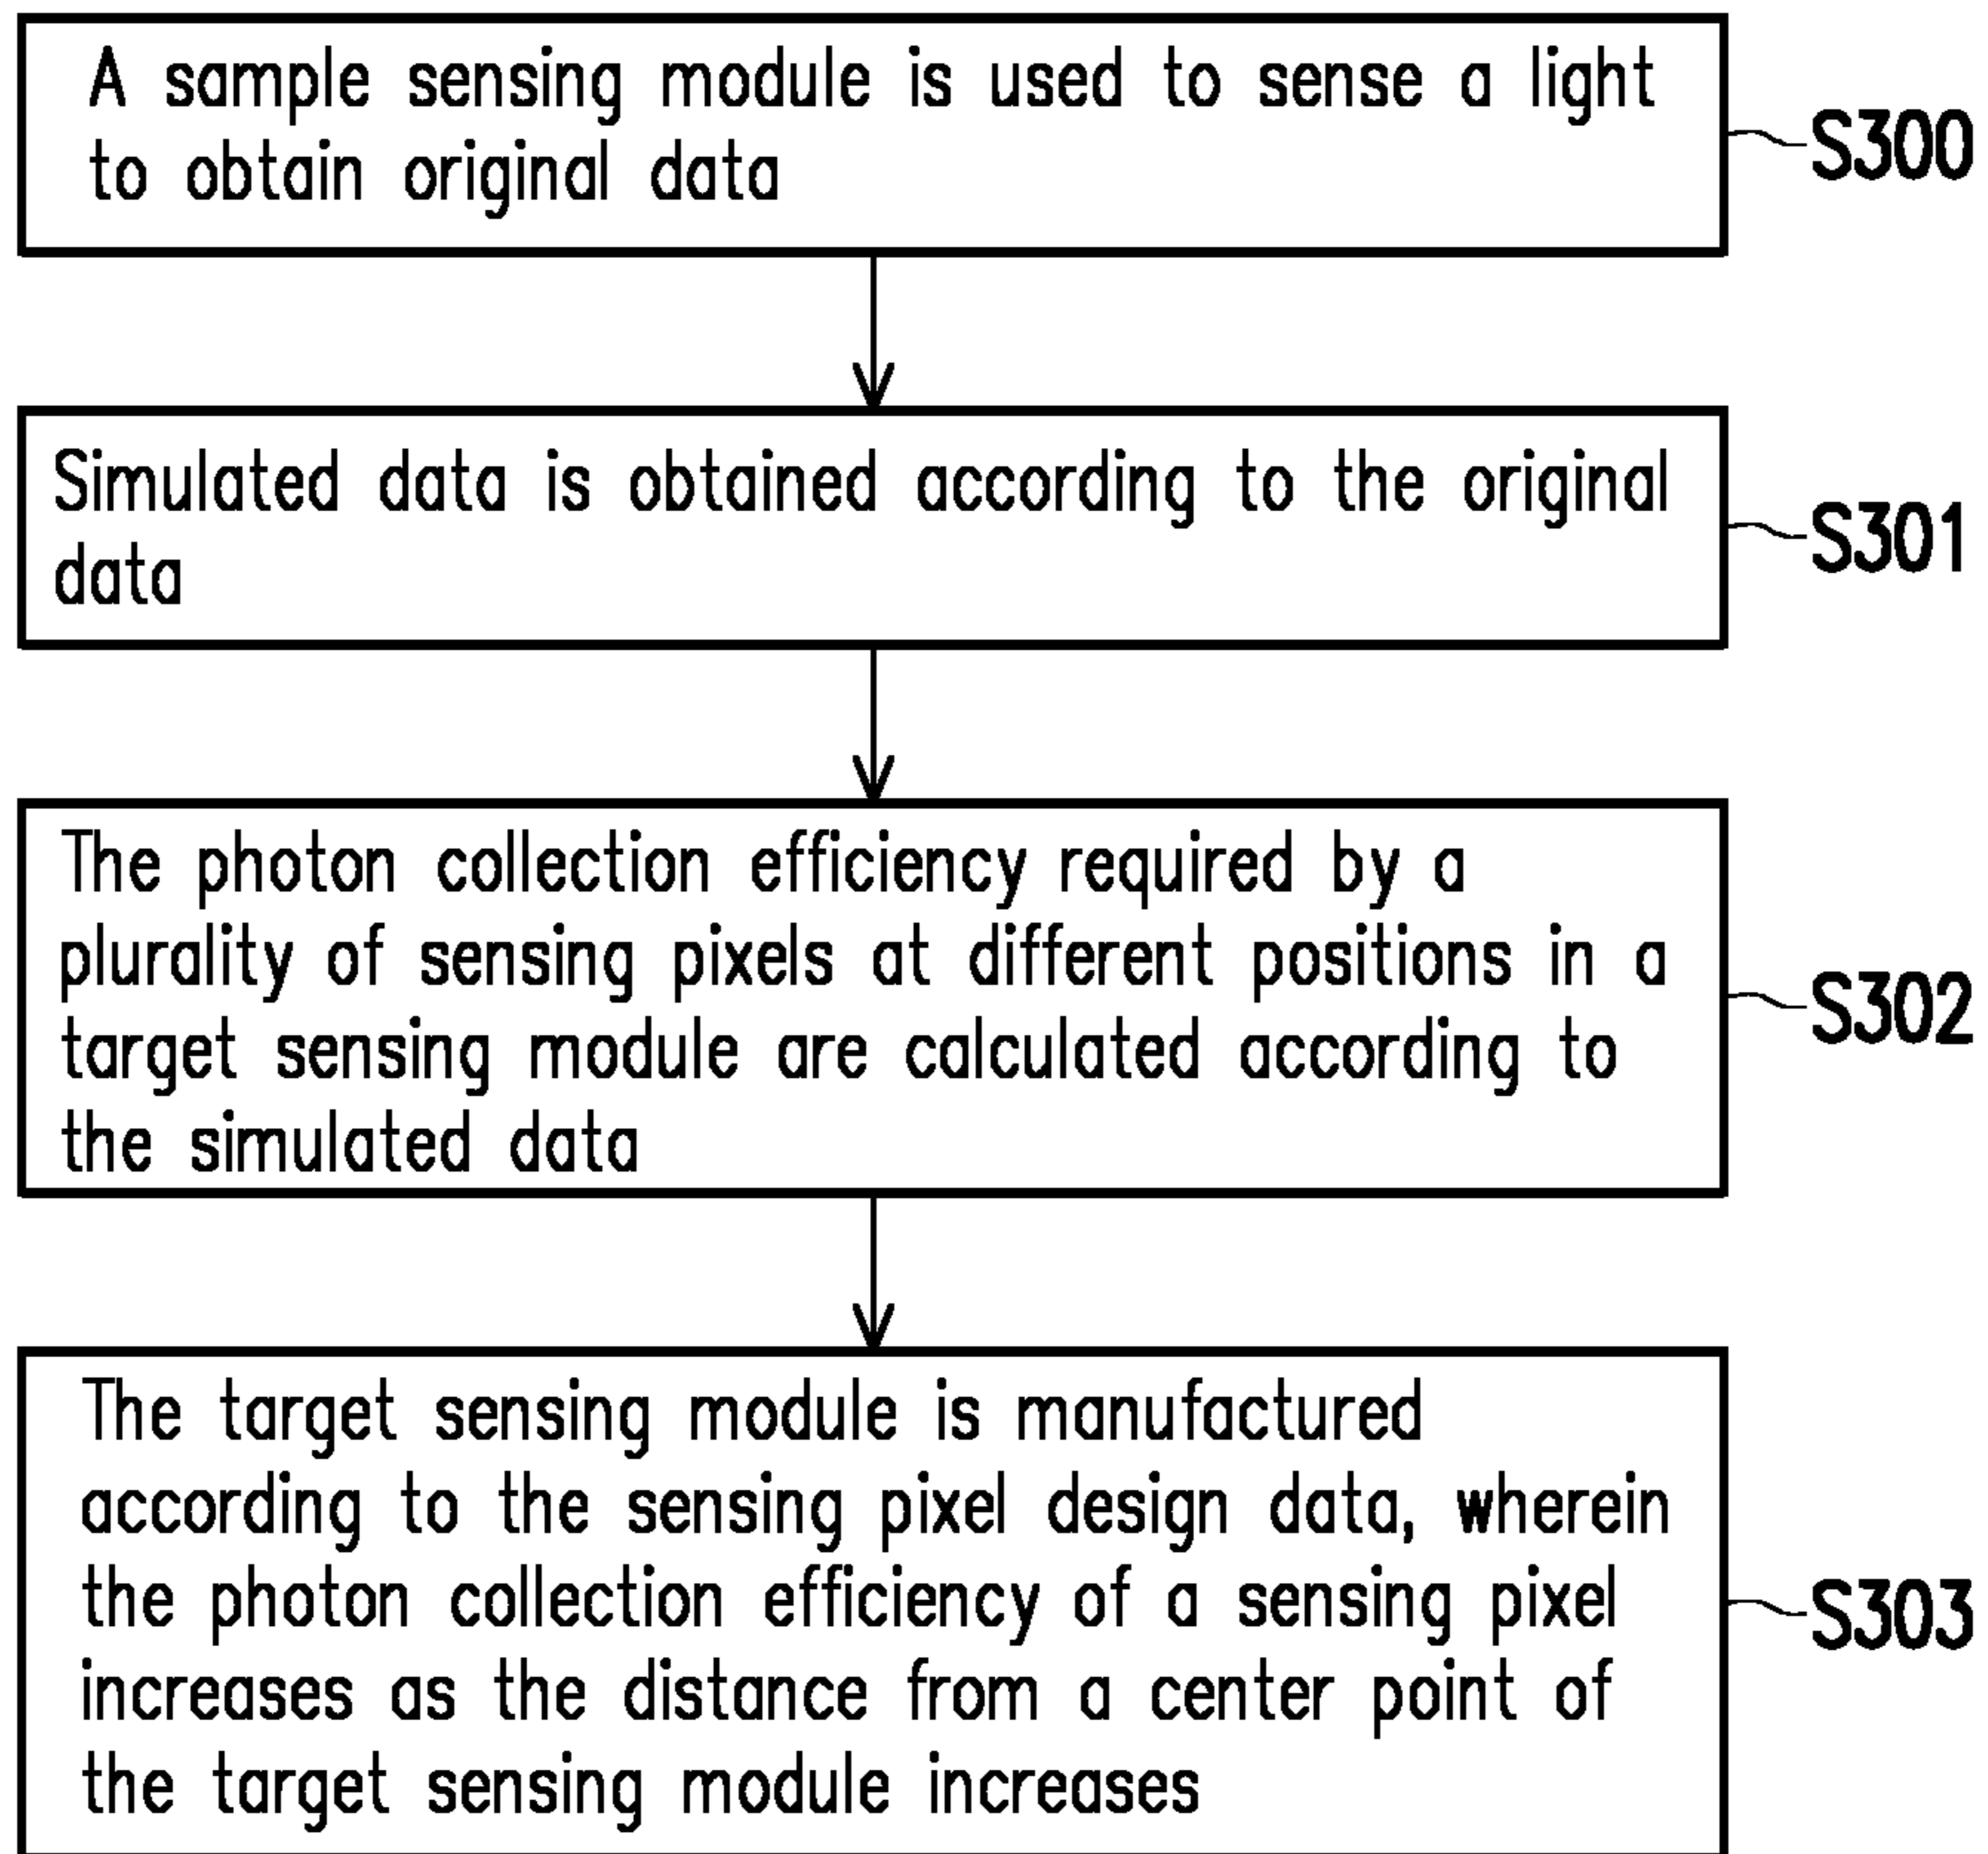 A sample sensing module is used to sense a light
to obtain original data
S300
Simulated data is obtained according to the original
data
S301
The photon collection efficiency required by a
plurality of sensing pixels at different positions in a
target sensing module are calculated according to
the simulated data
S302
The target sensing module is manufactured
according to the sensing pixel design data, wherein
the photon collection efficiency of a sensing pixel
increases as the distance from a center point of
the target sensing module increases
S303